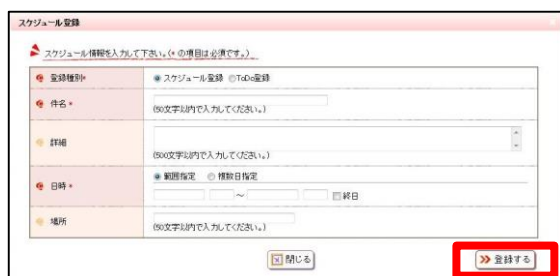 スケジュール登録
スケジュール情報を入力して下さい。(* の項目は必須です。)
登録種別*
スケジュール登録 ToDo登録
件名 *
(50文字以内で入力してください。)
詳細
(500文字以内で入力してください。)
日時 *
範囲指定 複数日指定
～ 終日
場所
(50文字以内で入力してください。)
閉じる 登録する